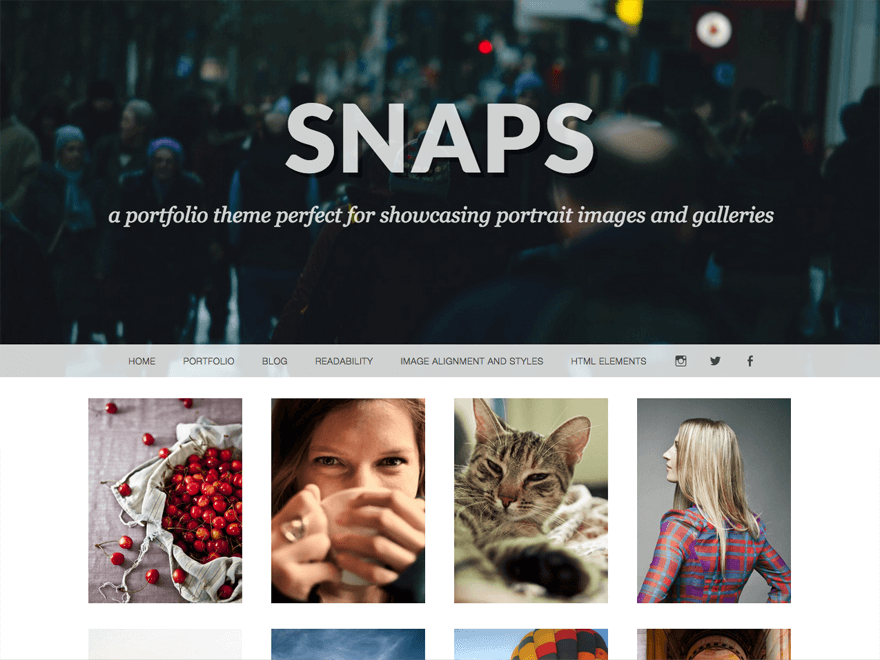 SNAPS
a portfolio theme perfect for showcasing portrait images and galleries
HOME PORTFOLIO BLOG READABILITY IMAGE ALIGNMENT AND STYLES HTML ELEMENTS